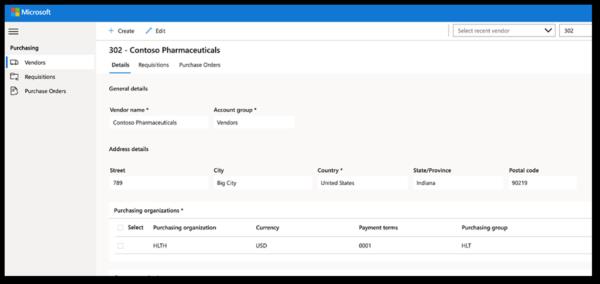 Microsoft
Create Edit Select recent vendor 302
302 - Contoso Pharmaceuticals
Purchasing
Vendors
Requisitions
Purchase Orders
Details Requisitions Purchase Orders
General details
Vendor name * Account group *
Contoso Pharmaceuticals Vendors
Address details
Street City Country * State/Province Postal code
789 Big City United States Indiana 90219
Purchasing organizations *
Select Purchasing organization Currency Payment terms Purchasing group
HLTH USD 0001 HLT